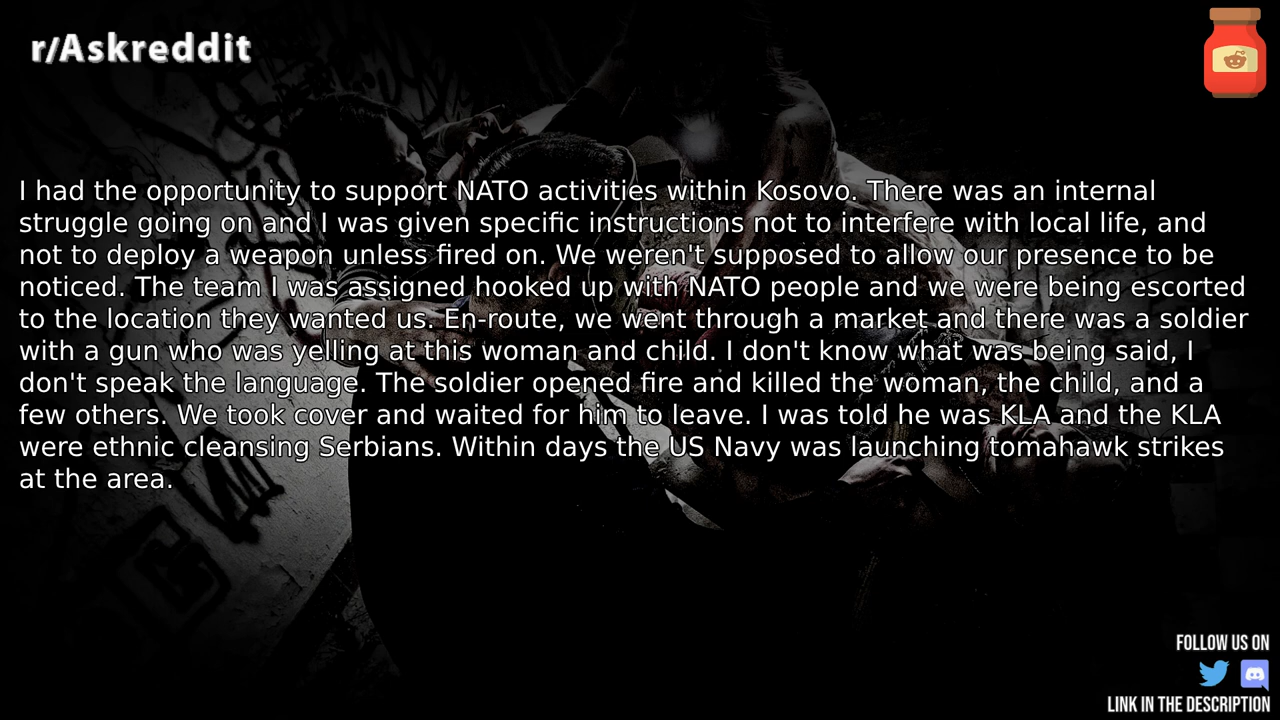 r/Askreddit
I had the opportunity to support NATO activities within Kosovo. There was an internal
struggle going on and I was given specific instructions not to interfere with local life, and
not to deploy a weapon unless fired on. We weren't supposed to allow our presence to be
noticed. The team I was assigned hooked up with NATO people and we were being escorted
to the location they wanted us. En-route, we went through a market and there was a soldier
with a gun who was yelling at this woman and child. I don't know what was being said, I
don't speak the language. The soldier opened fire and killed the woman, the child, and a
few others. We took cover and waited for him to leave. I was told he was KLA and the KLA
were ethnic cleansing Serbians. Within days the US Navy was launching tomahawk strikes
at the area.
FOLLOW US ON
LINK IN THE DESCRIPTION